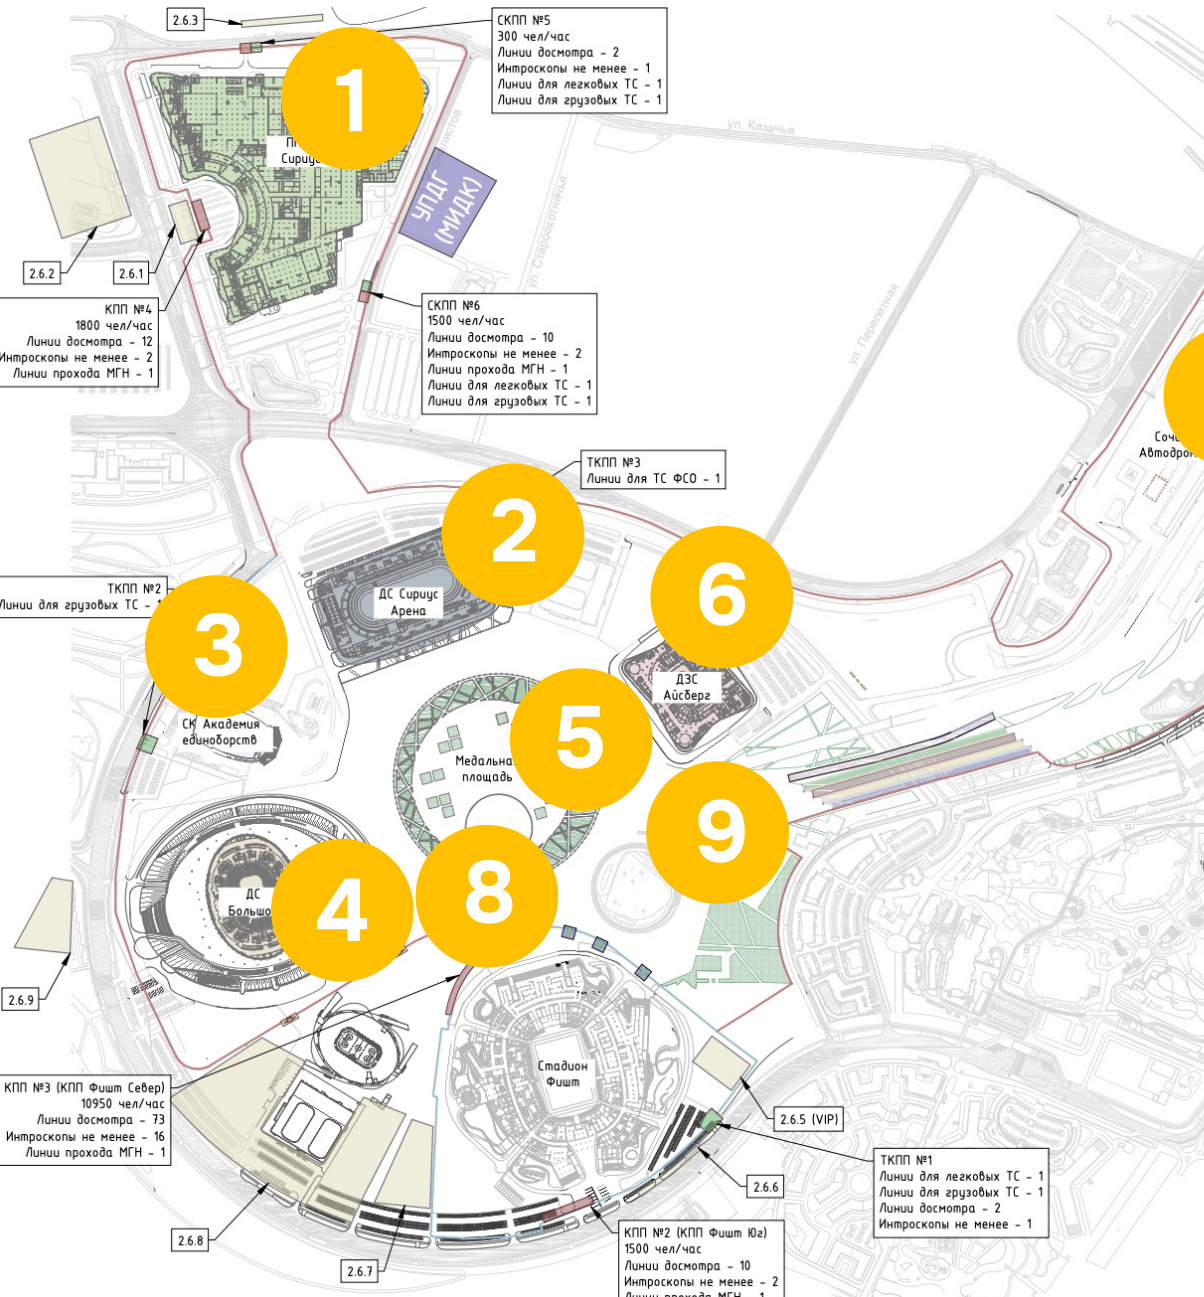 2.6.3
СКПП №5
300 чел/час
Линии досмотра - 2
Интроскопы не менее - 1
Линии для легковых ТС - 1
Линии для грузовых ТС - 1
ул. Казачья
1
Сириус
УПДГ
(МИДК)
ул. Казачья
ул. Староохотничья
ул. Перелетная
2.6.2
2.6.1
КПП №4
1800 чел/час
Линии досмотра - 12
Интроскопы не менее - 2
Линии прохода МГН - 1
СКПП №6
1500 чел/час
Линии досмотра - 10
Интроскопы не менее - 2
Линии прохода МГН - 1
Линии для легковых ТС - 1
Линии для грузовых ТС - 1
ТКПП №3
Линии для ТС ФСО - 1
2
ДС Сириус
Арена
6
ДЗС
Айсберг
ТКПП №2
Линии для грузовых ТС -
3
СК Академия
единоборств
5
Медальна
площадь
9
8
4
ДС
Большо
2.6.9
КПП №3 (КПП Фишт Север)
10950 чел/час
Линии досмотра - 73
Интроскопы не менее - 16
Линии прохода МГН - 1
Стадион
Фишт
2.6.5 (VIP)
ТКПП №1
Линии для легковых ТС - 1
Линии для грузовых ТС - 1
Линии досмотра - 2
Интроскопы не менее - 1
2.6.6
2.6.8
2.6.7
КПП №2 (КПП Фишт Юг)
1500 чел/час
Линии досмотра - 10
Интроскопы не менее - 2
Линии прохода МГН - 1